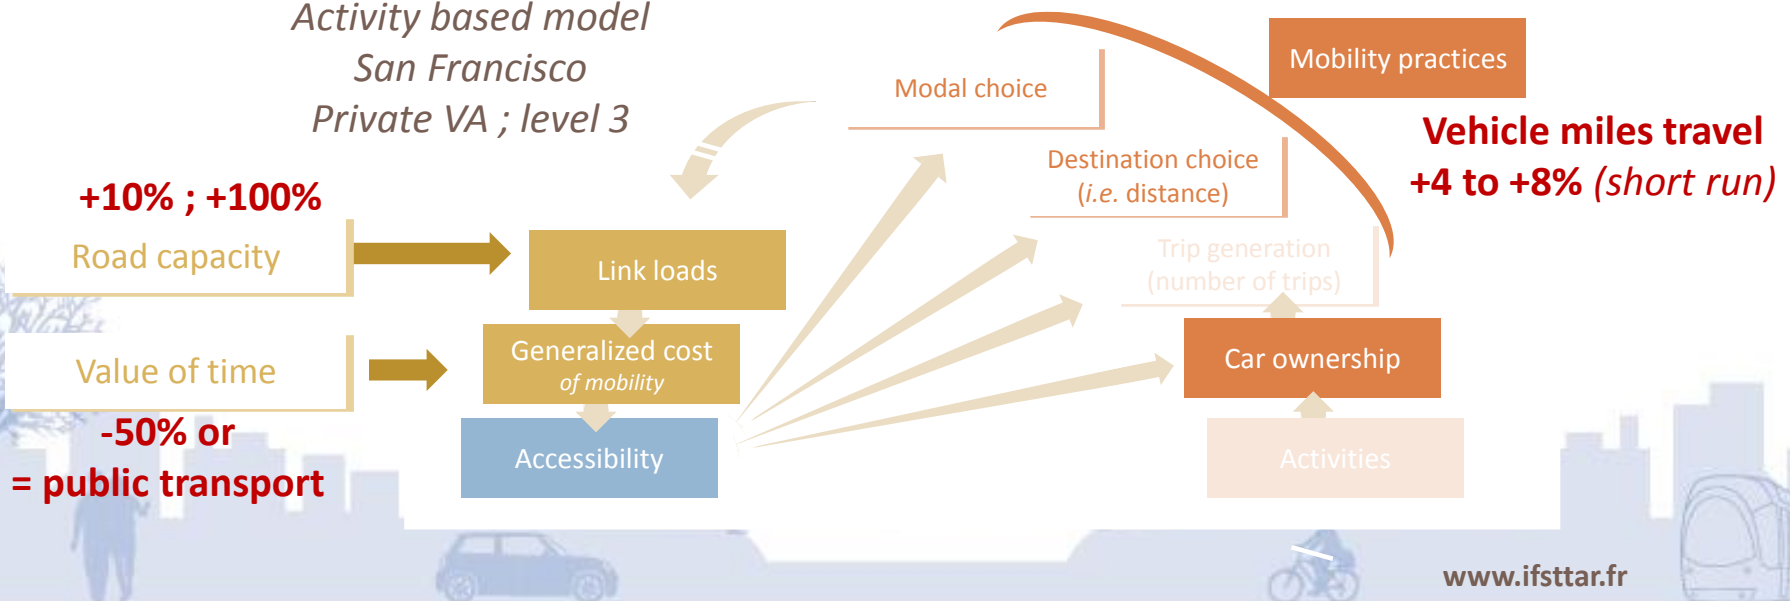 Activity based model
San Francisco
Private VA ; level 3
Modal choice
Mobility practices
Vehicle miles travel
+4 to +8% (short run)
Destination choice
(i.e. distance)
+10% ; +100%
Road capacity
Link loads
Trip generation
(number of trips)
Value of time
Generalized cost
of mobility
Car ownership
-50% or
= public transport
Accessibility
Activities
www.ifsttar.fr